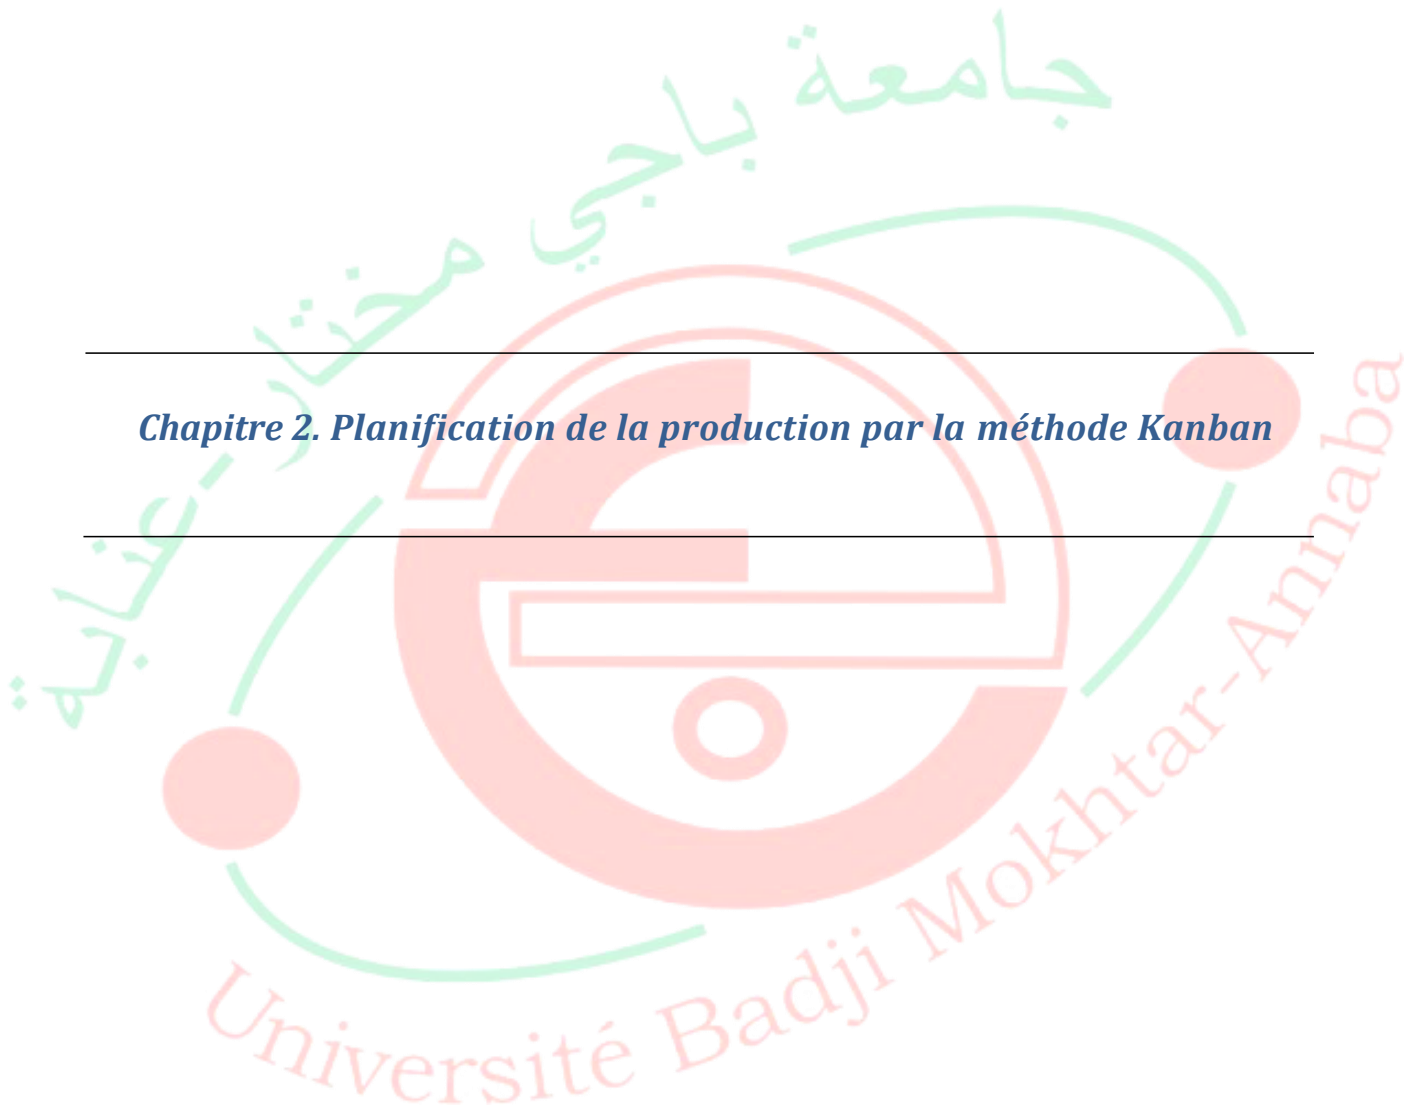 جامعة باجي مختار - عنابة
Chapitre 2. Planification de la production par la méthode Kanban
Université Badji Mokhtar-Annaba